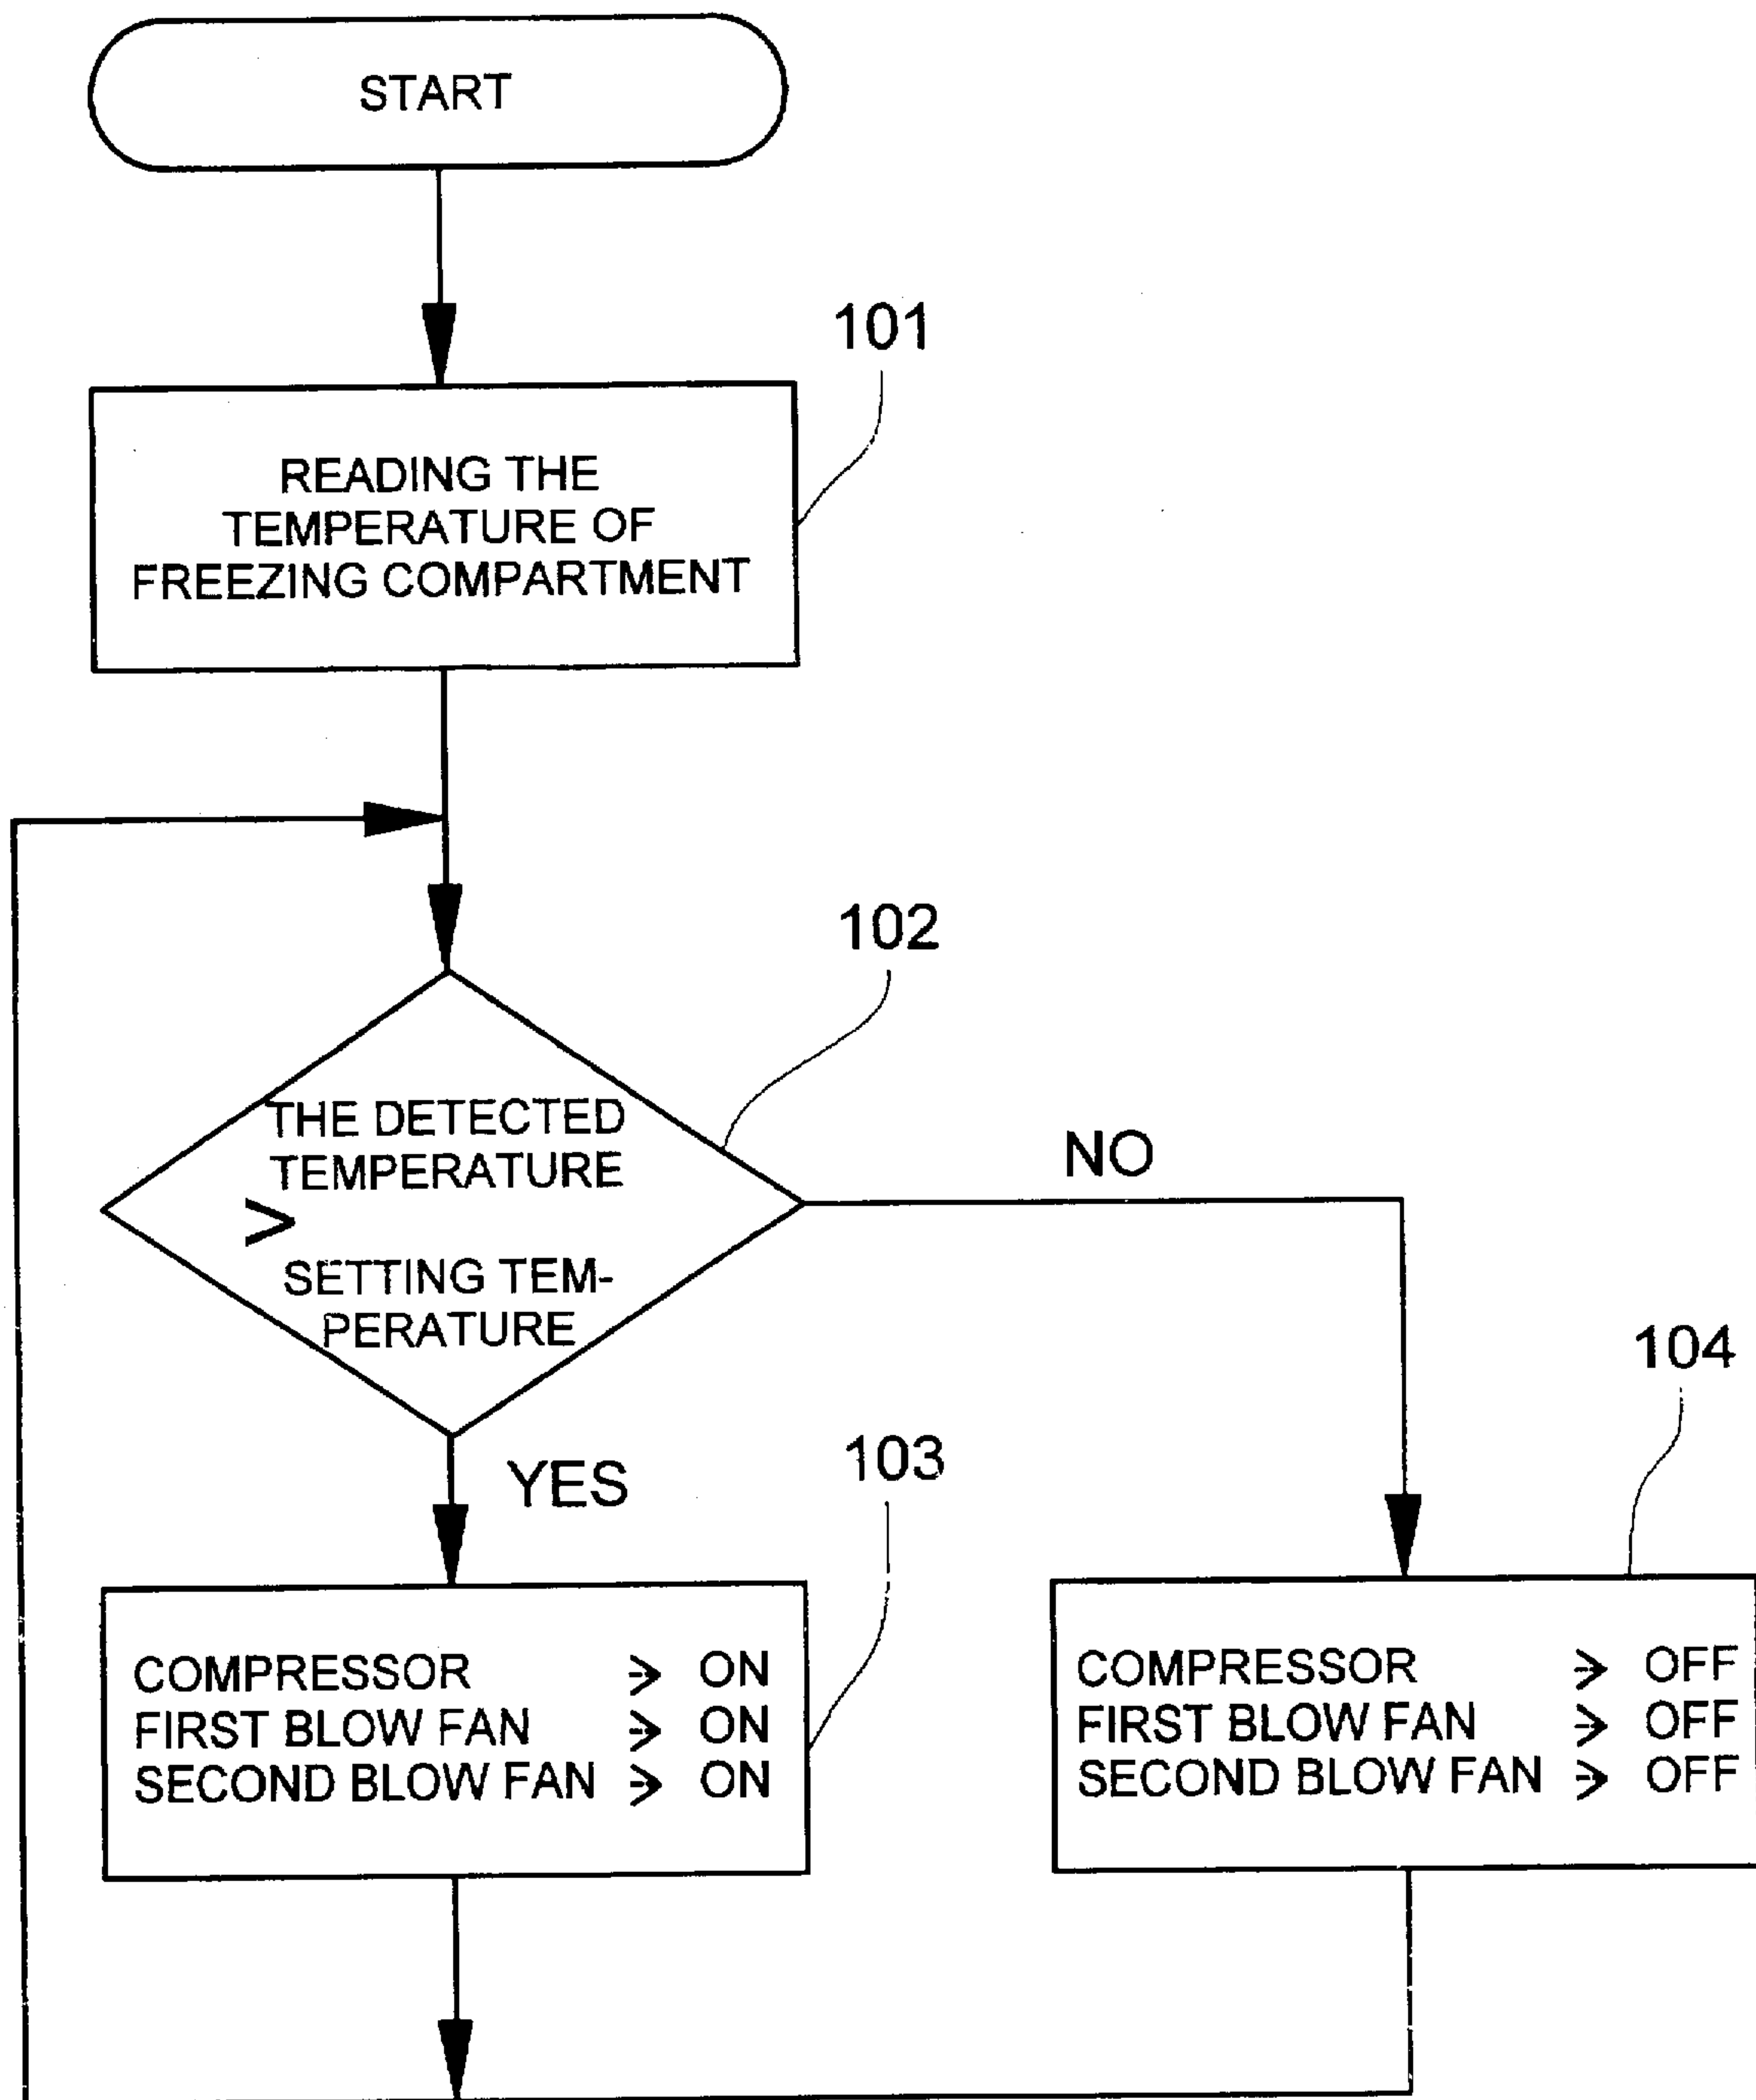 START
101
READING THE
TEMPERATURE OF
FREEZING COMPARTMENT
102
THE DETECTED
TEMPERATURE
>
SETTING TEM-
PERATURE
NO
YES
103
104
COMPRESSOR → ON
FIRST BLOW FAN → ON
SECOND BLOW FAN → ON
COMPRESSOR → OFF
FIRST BLOW FAN → OFF
SECOND BLOW FAN → OFF